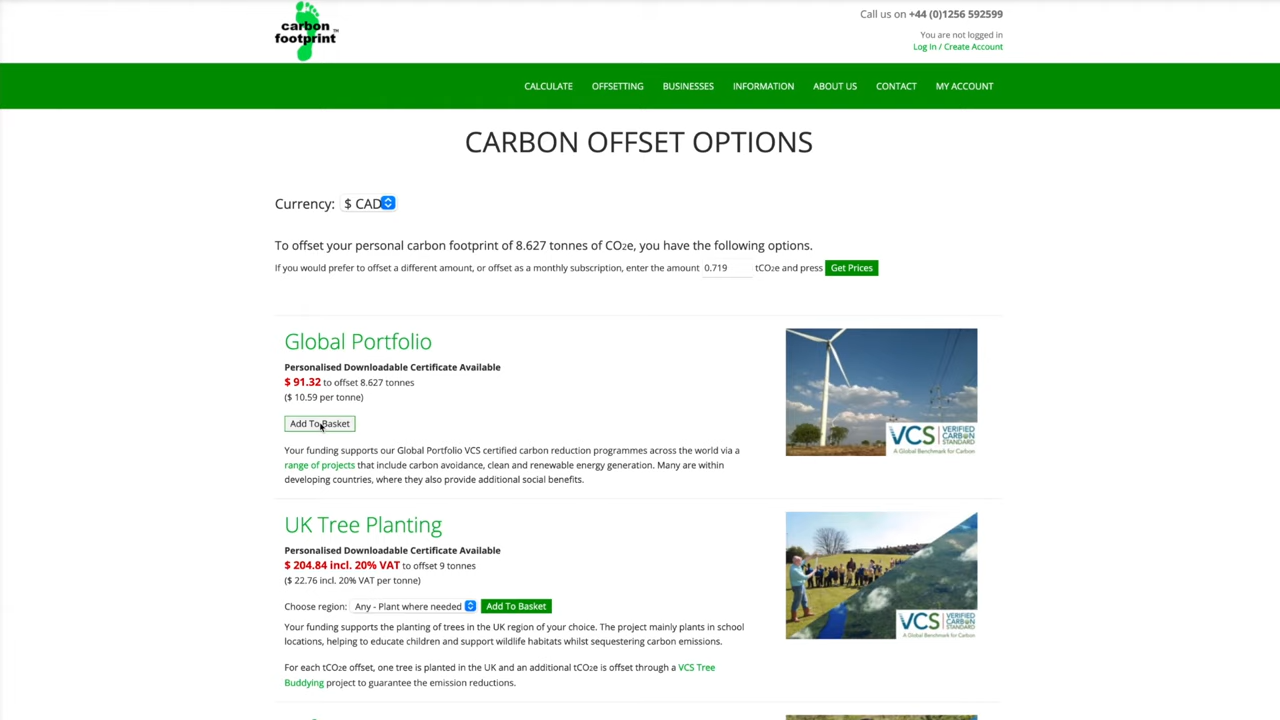 carbon
footprint™
Call us on +44 (0)1256 592599
You are not logged in
Log In / Create Account
CALCULATE OFFSETTING BUSINESSES INFORMATION ABOUT US CONTACT MY ACCOUNT
CARBON OFFSET OPTIONS
Currency: $ CAD
To offset your personal carbon footprint of 8.627 tonnes of CO2e, you have the following options.
If you would prefer to offset a different amount, or offset as a monthly subscription, enter the amount 0.719 tCO2e and press Get Prices
Global Portfolio
Personalised Downloadable Certificate Available
$ 91.32 to offset 8.627 tonnes
($ 10.59 per tonne)
Add To Basket
Your funding supports our Global Portfolio VCS certified carbon reduction programmes across the world via a
range of projects that include carbon avoidance, clean and renewable energy generation. Many are within
developing countries, where they also provide additional social benefits.
VCS VERIFIED CARBON STANDARD
A Global Benchmark for Carbon
UK Tree Planting
Personalised Downloadable Certificate Available
$ 204.84 incl. 20% VAT to offset 9 tonnes
($ 22.76 incl. 20% VAT per tonne)
Choose region: Any - Plant where needed Add To Basket
Your funding supports the planting of trees in the UK region of your choice. The project mainly plants in school
locations, helping to educate children and support wildlife habitats whilst sequestering carbon emissions.
For each tCO2e offset, one tree is planted in the UK and an additional tCO2e is offset through a VCS Tree
Buddying project to guarantee the emission reductions.
VCS VERIFIED CARBON STANDARD
A Global Benchmark for Carbon